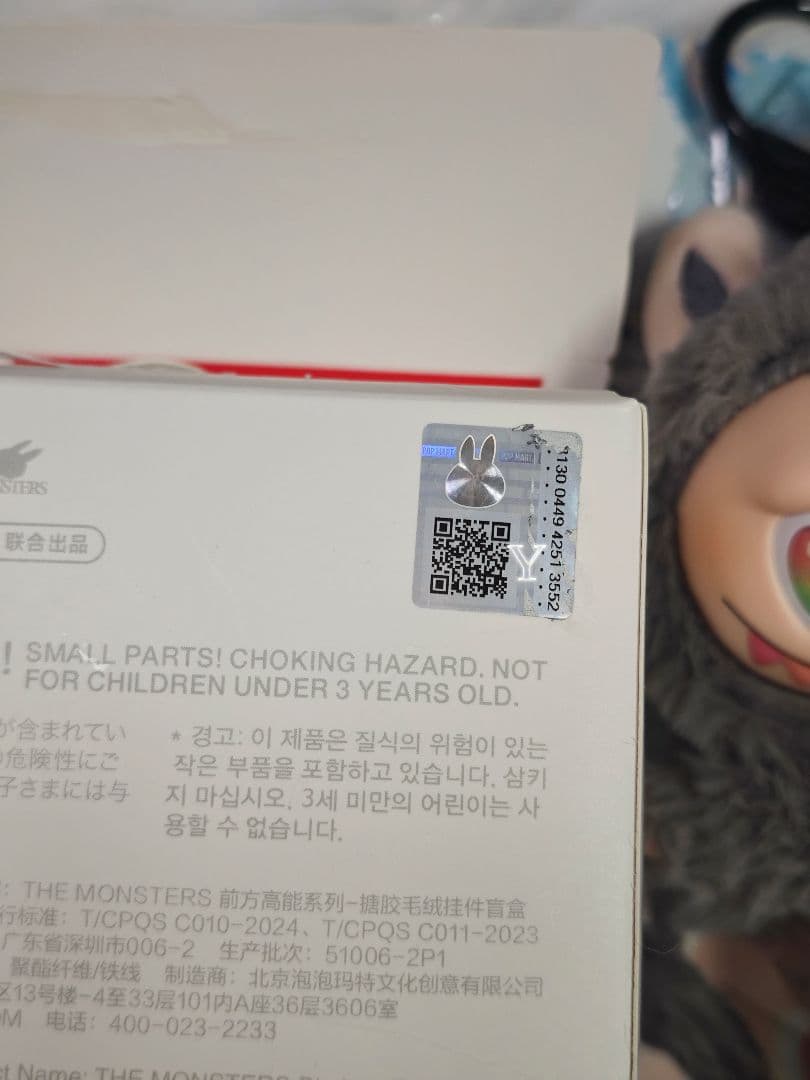 POP MART
POP MART
1130 0449 4251 3552
Y
联合出品
! SMALL PARTS! CHOKING HAZARD. NOT
FOR CHILDREN UNDER 3 YEARS OLD.
が含まれてい
危険性にご
子さまには与
* 경고: 이 제품은 질식의 위험이 있는
작은 부품을 포함하고 있습니다. 삼키
지 마십시오. 3세 미만의 어린이는 사
용할 수 없습니다.
: THE MONSTERS 前方高能系列-搪胶毛绒挂件盲盒
行标准: T/CPQS C010-2024、T/CPQS C011-2023
广东省深圳市006-2 生产批次: 51006-2P1
聚酯纤维/铁线 制造商: 北京泡泡玛特文化创意有限公司
区13号楼-4至33层101内A座36层3606室
电话: 400-023-2233
Name: THE MONSTERS